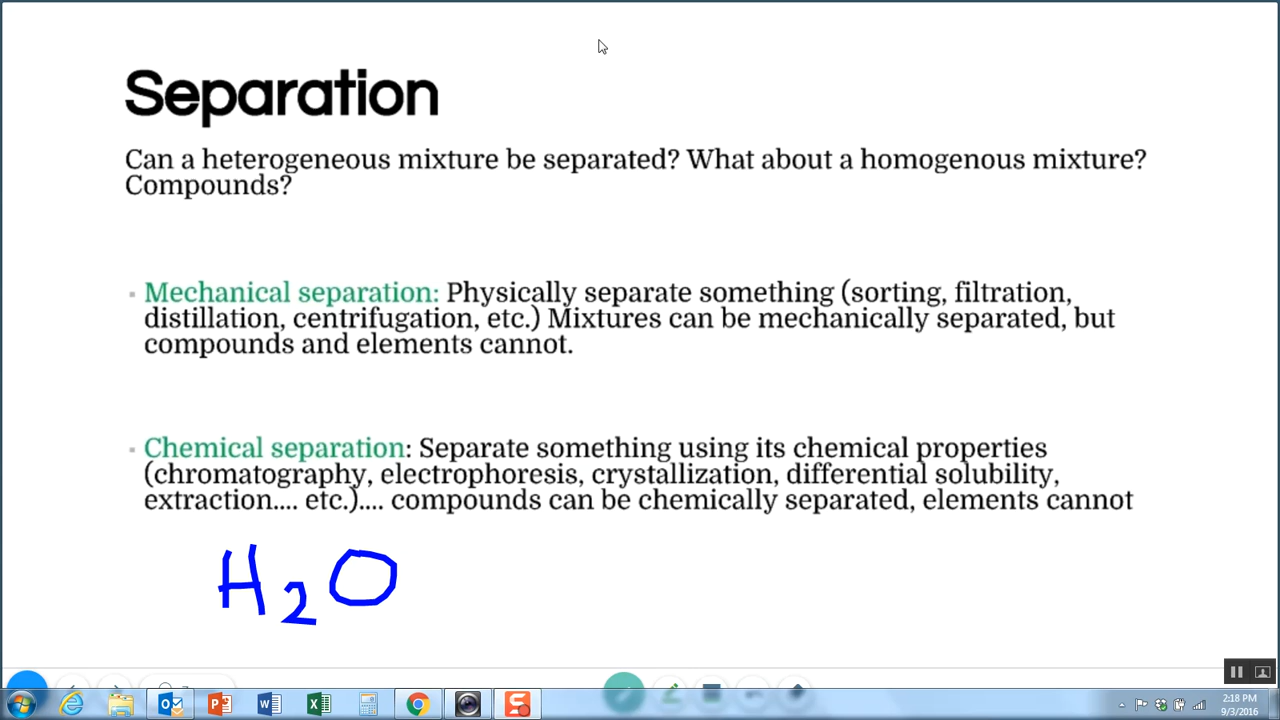 Separation
Can a heterogeneous mixture be separated? What about a homogenous mixture?
Compounds?
Mechanical separation: Physically separate something (sorting, filtration,
distillation, centrifugation, etc.) Mixtures can be mechanically separated, but
compounds and elements cannot.
Chemical separation: Separate something using its chemical properties
(chromatography, electrophoresis, crystallization, differential solubility,
extraction.... etc.).... compounds can be chemically separated, elements cannot
H2O
2:18 PM
9/3/2016